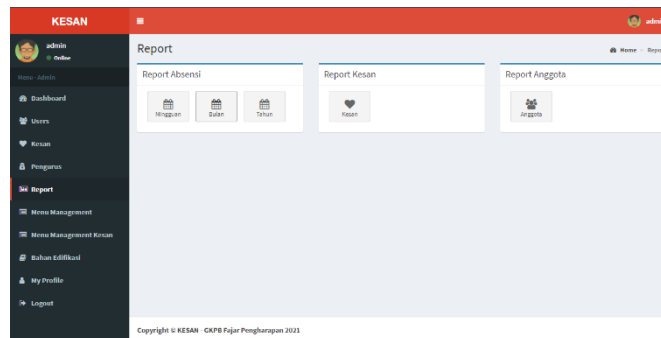 KESAN
admin
admin
Online
Report
Home
Menu Admin
Report Absensi
Report Kesan
Report Anggota
Dashboard
Mingguan
Bulan
Tahun
Kesan
Anggota
Users
Kesan
Pengurus
Report
Menu Management
Menu Management Kesan
Bahan Edifikasi
My Profile
Logout
Copyright © KESAN - GKPB Fajar Pengharapan 2021